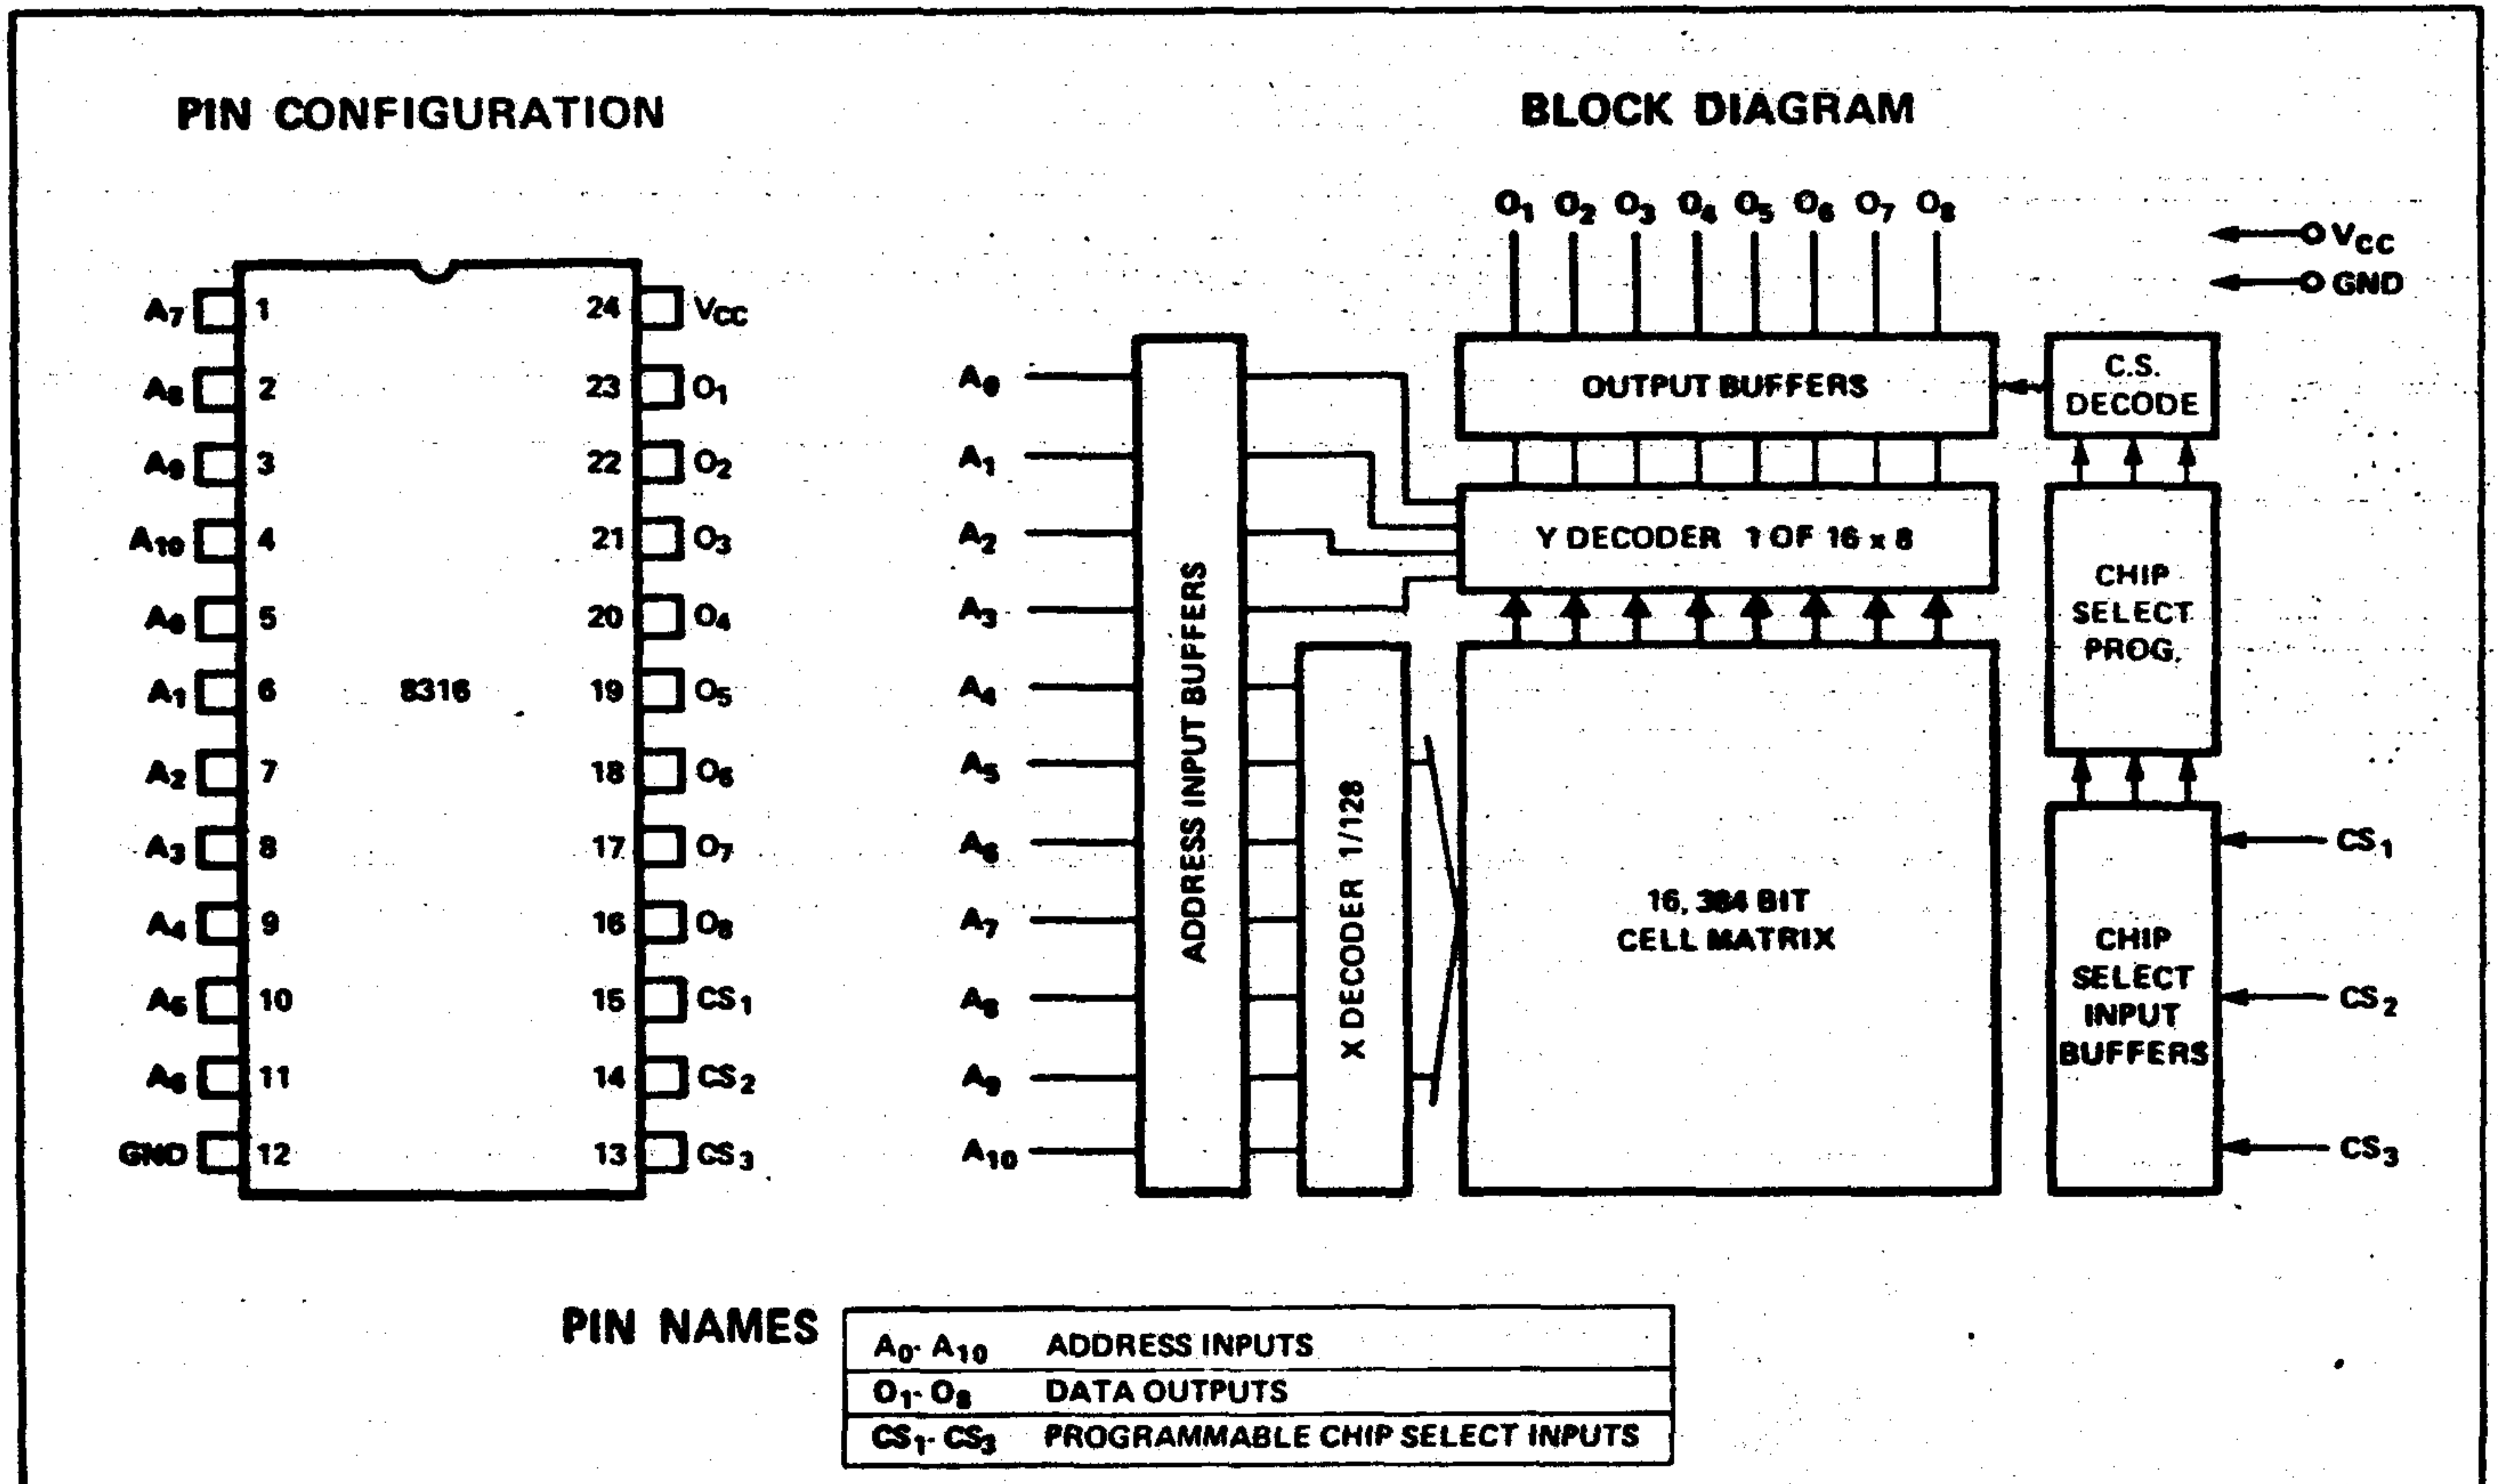 PIN CONFIGURATION
A7 1
A8 2
A9 3
A10 4
A0 5
A1 6
A2 7
A3 8
A4 9
A5 10
A6 11
GND 12
8316
24 VCC
23 O1
22 O2
21 O3
20 O4
19 O5
18 O6
17 O7
16 O8
15 CS1
14 CS2
13 CS3
BLOCK DIAGRAM
O1 O2 O3 O4 O5 O6 O7 O8
VCC
GND
A0
A1
A2
A3
A4
A5
A6
A7
A8
A9
A10
ADDRESS INPUT BUFFERS
X DECODER 1/128
OUTPUT BUFFERS
Y DECODER 1 OF 16 x 8
16,384 BIT
CELL MATRIX
C.S.
DECODE
CHIP
SELECT
PROG.
CHIP
SELECT
INPUT
BUFFERS
CS1
CS2
CS3
PIN NAMES
A0- A10 ADDRESS INPUTS
O1- O8 DATA OUTPUTS
CS1- CS3 PROGRAMMABLE CHIP SELECT INPUTS